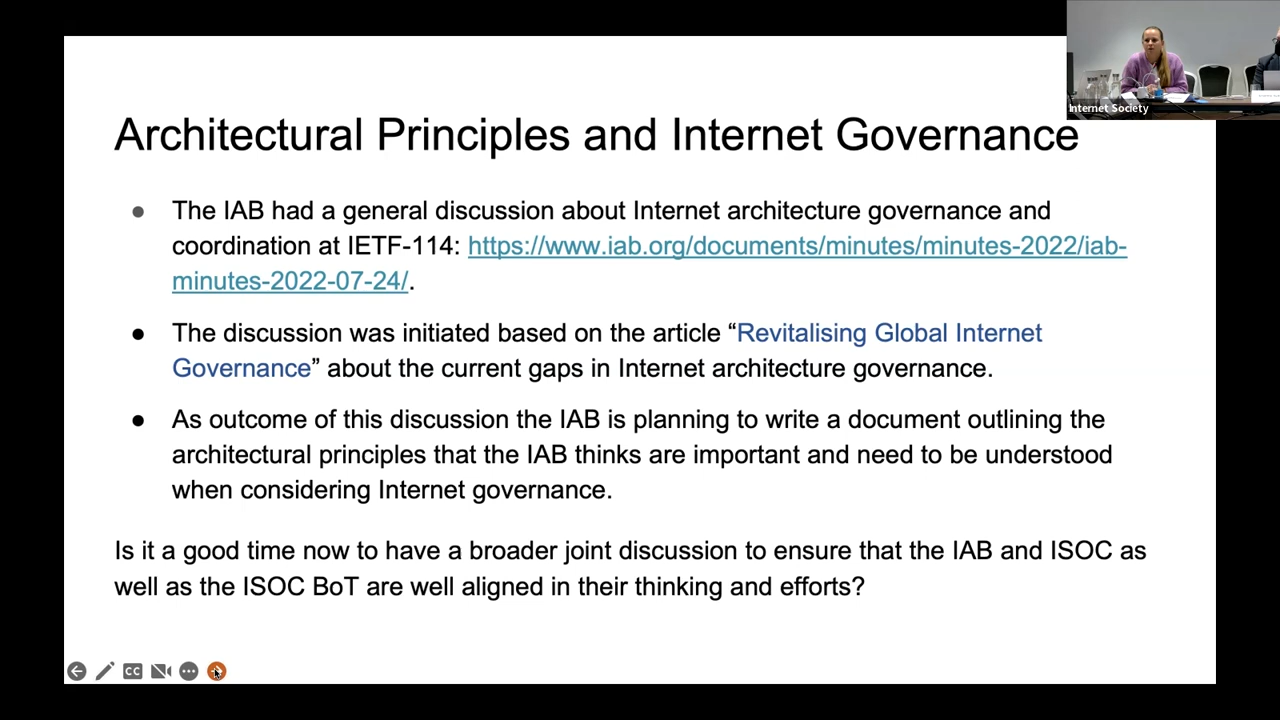 Internet Society
Architectural Principles and Internet Governance
● The IAB had a general discussion about Internet architecture governance and
coordination at IETF-114: https://www.iab.org/documents/minutes/minutes-2022/iab-
minutes-2022-07-24/.
● The discussion was initiated based on the article “Revitalising Global Internet
Governance” about the current gaps in Internet architecture governance.
● As outcome of this discussion the IAB is planning to write a document outlining the
architectural principles that the IAB thinks are important and need to be understood
when considering Internet governance.
Is it a good time now to have a broader joint discussion to ensure that the IAB and ISOC as
well as the ISOC BoT are well aligned in their thinking and efforts?
CC